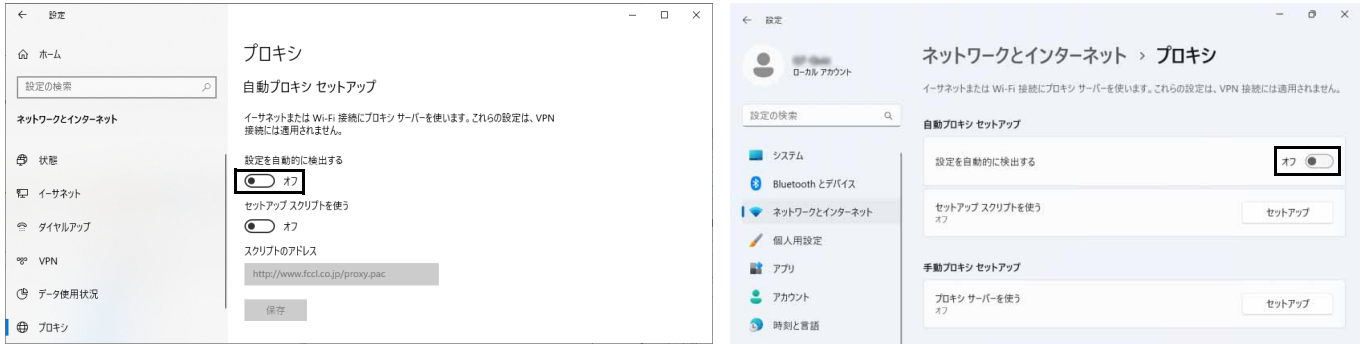 設定
ホーム
設定の検索
ネットワークとインターネット
状態
イーサネット
ダイヤルアップ
VPN
データ使用状況
プロキシ
プロキシ
自動プロキシ セットアップ
イーサネットまたは Wi-Fi 接続にプロキシ サーバーを使います。これらの設定は、VPN
接続には適用されません。
設定を自動的に検出する
オフ
セットアップ スクリプトを使う
オフ
スクリプトのアドレス
http://www.fccl.co.jp/proxy.pac
保存
設定
ローカル アカウント
設定の検索
システム
Bluetooth とデバイス
ネットワークとインターネット
個人用設定
アプリ
アカウント
時刻と言語
ネットワークとインターネット › プロキシ
イーサネットまたは Wi-Fi 接続にプロキシ サーバーを使います。これらの設定は、VPN 接続には適用されません。
自動プロキシ セットアップ
設定を自動的に検出する
オフ
セットアップ スクリプトを使う
オフ
セットアップ
手動プロキシ セットアップ
プロキシ サーバーを使う
オフ
セットアップ